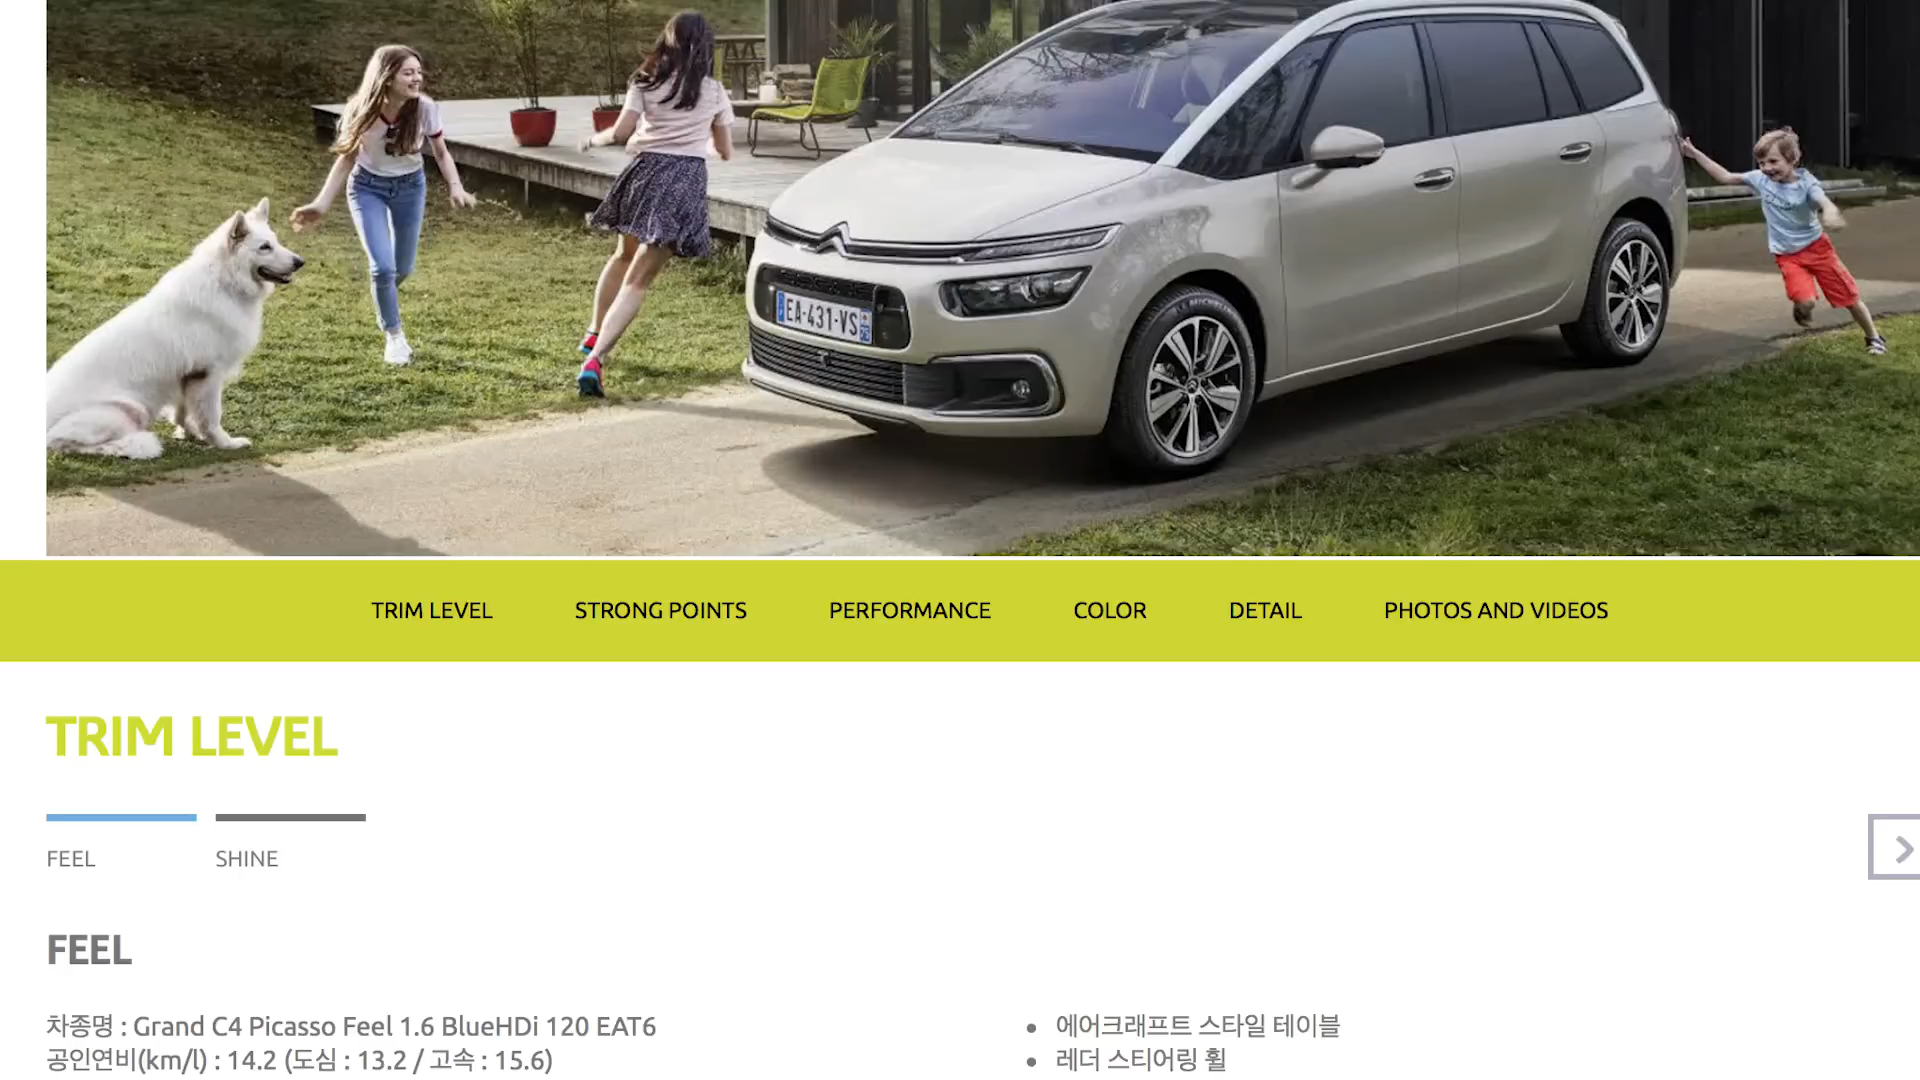 EA-431-VS
TRIM LEVEL STRONG POINTS PERFORMANCE COLOR DETAIL PHOTOS AND VIDEOS
TRIM LEVEL
FEEL SHINE
FEEL
차종명 : Grand C4 Picasso Feel 1.6 BlueHDi 120 EAT6
공인연비(km/l) : 14.2 (도심 : 13.2 / 고속 : 15.6)
• 에어크래프트 스타일 테이블
• 레더 스티어링 휠